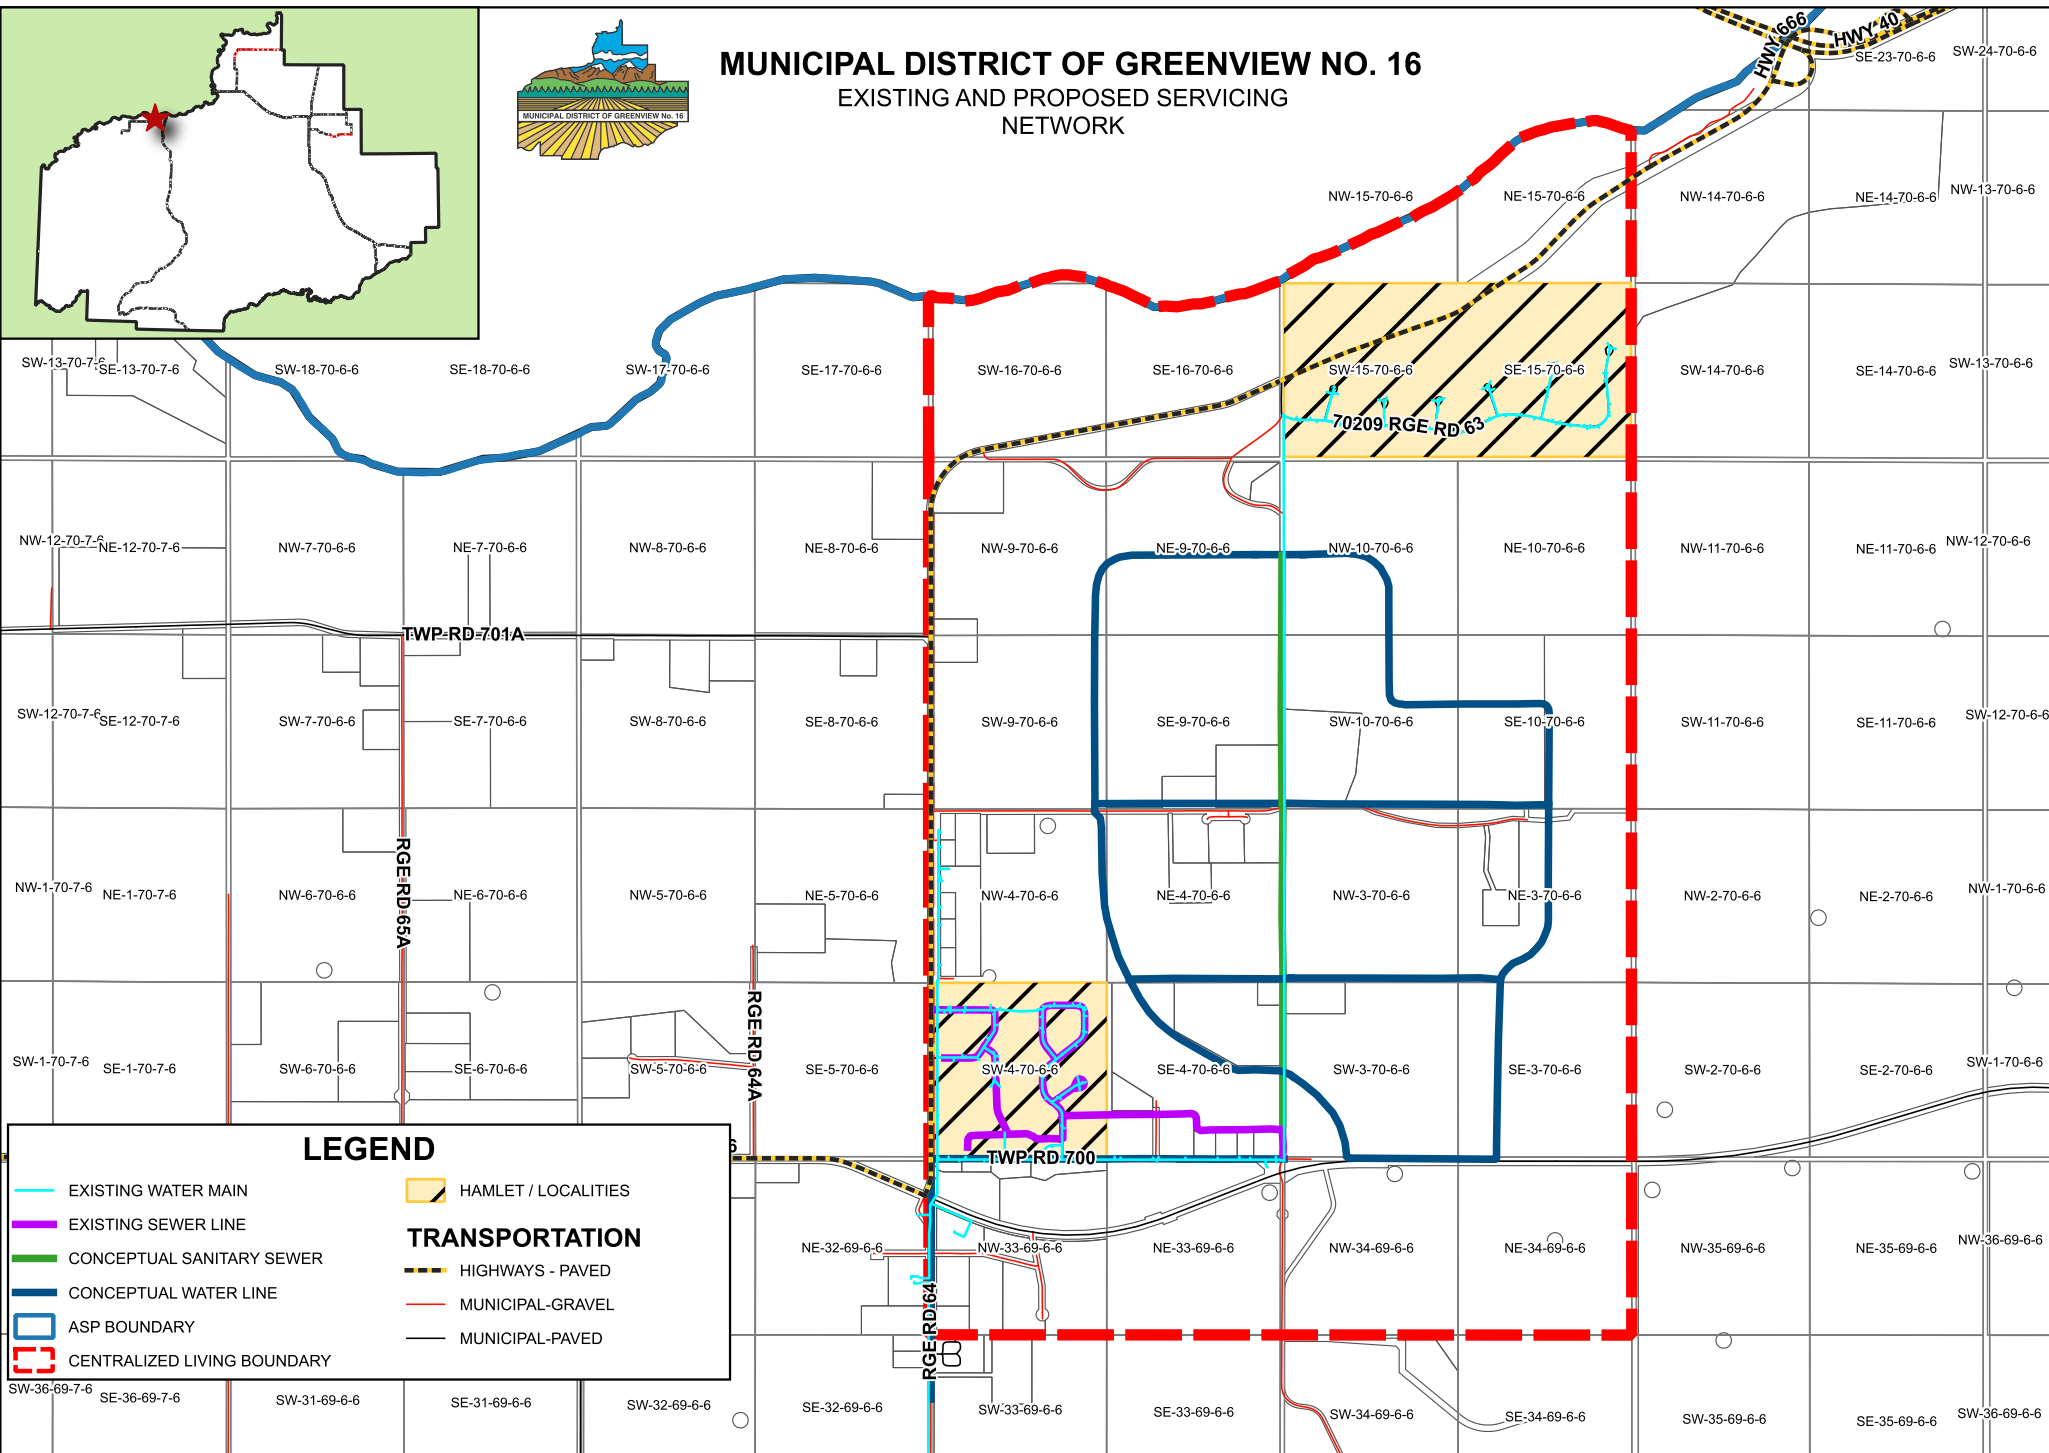 MUNICIPAL DISTRICT OF GREENVIEW NO. 16
EXISTING AND PROPOSED SERVICING
NETWORK
MUNICIPAL DISTRICT OF GREENVIEW No. 16
HWY 666
HWY 40
SE-23-70-6-6
SW-24-70-6-6
NW-15-70-6-6
NE-15-70-6-6
NW-14-70-6-6
NE-14-70-6-6
NW-13-70-6-6
SW-13-70-7-6
SE-13-70-7-6
SW-18-70-6-6
SE-18-70-6-6
SW-17-70-6-6
SE-17-70-6-6
SW-16-70-6-6
SE-16-70-6-6
SW-15-70-6-6
SE-15-70-6-6
SW-14-70-6-6
SE-14-70-6-6
SW-13-70-6-6
70209 RGE RD 63
NW-12-70-7-6
NE-12-70-7-6
NW-7-70-6-6
NE-7-70-6-6
NW-8-70-6-6
NE-8-70-6-6
NW-9-70-6-6
NE-9-70-6-6
NW-10-70-6-6
NE-10-70-6-6
NW-11-70-6-6
NE-11-70-6-6
NW-12-70-6-6
TWP RD 701A
SW-12-70-7-6
SE-12-70-7-6
SW-7-70-6-6
SE-7-70-6-6
SW-8-70-6-6
SE-8-70-6-6
SW-9-70-6-6
SE-9-70-6-6
SW-10-70-6-6
SE-10-70-6-6
SW-11-70-6-6
SE-11-70-6-6
SW-12-70-6-6
RGE RD 65A
NW-1-70-7-6
NE-1-70-7-6
NW-6-70-6-6
NE-6-70-6-6
NW-5-70-6-6
NE-5-70-6-6
NW-4-70-6-6
NE-4-70-6-6
NW-3-70-6-6
NE-3-70-6-6
NW-2-70-6-6
NE-2-70-6-6
NW-1-70-6-6
RGE RD 64A
SW-1-70-7-6
SE-1-70-7-6
SW-6-70-6-6
SE-6-70-6-6
SW-5-70-6-6
SE-5-70-6-6
SW-4-70-6-6
SE-4-70-6-6
SW-3-70-6-6
SE-3-70-6-6
SW-2-70-6-6
SE-2-70-6-6
SW-1-70-6-6
6
TWP RD 700
LEGEND
EXISTING WATER MAIN
EXISTING SEWER LINE
CONCEPTUAL SANITARY SEWER
CONCEPTUAL WATER LINE
ASP BOUNDARY
CENTRALIZED LIVING BOUNDARY
HAMLET / LOCALITIES
TRANSPORTATION
HIGHWAYS - PAVED
MUNICIPAL-GRAVEL
MUNICIPAL-PAVED
NE-32-69-6-6
NW-33-69-6-6
NE-33-69-6-6
NW-34-69-6-6
NE-34-69-6-6
NW-35-69-6-6
NE-35-69-6-6
NW-36-69-6-6
RGE RD 64
SW-36-69-7-6
SE-36-69-7-6
SW-31-69-6-6
SE-31-69-6-6
SW-32-69-6-6
SE-32-69-6-6
SW-33-69-6-6
SE-33-69-6-6
SW-34-69-6-6
SE-34-69-6-6
SW-35-69-6-6
SE-35-69-6-6
SW-36-69-6-6